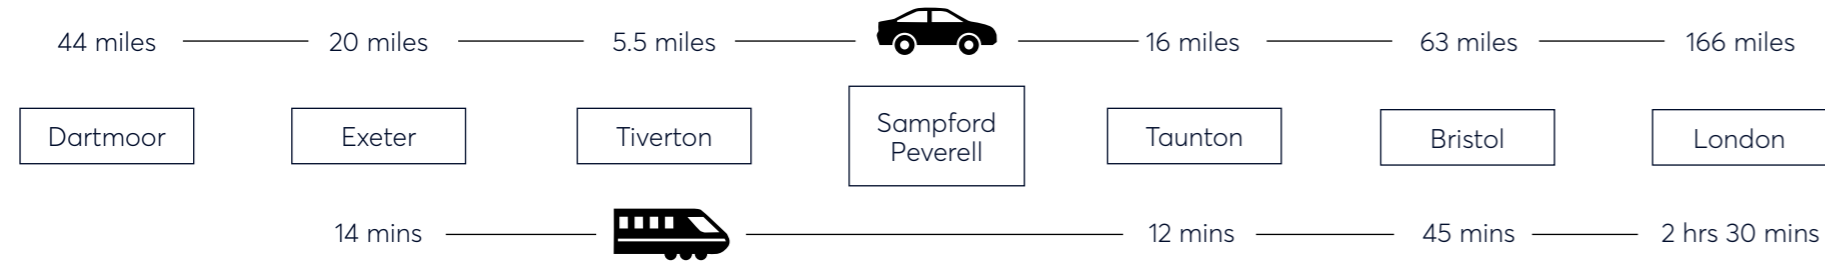 44 miles 20 miles 5.5 miles 16 miles 63 miles 166 miles
Dartmoor Exeter Tiverton Sampford Peverell Taunton Bristol London
14 mins 12 mins 45 mins 2 hrs 30 mins